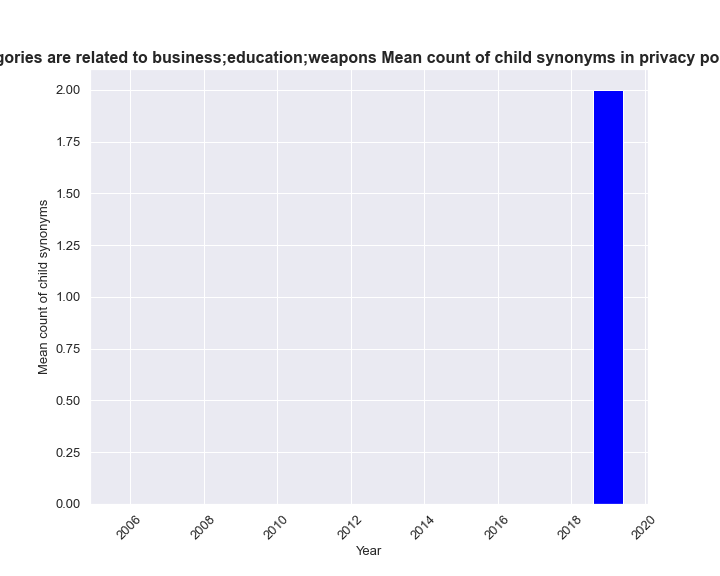 gories are related to business;education;weapons Mean count of child synonyms in privacy po
2.00
1.75
1.50
1.25
1.00
0.75
0.50
0.25
0.00
Mean count of child synonyms
2006 2008 2010 2012 2014 2016 2018 2020
Year